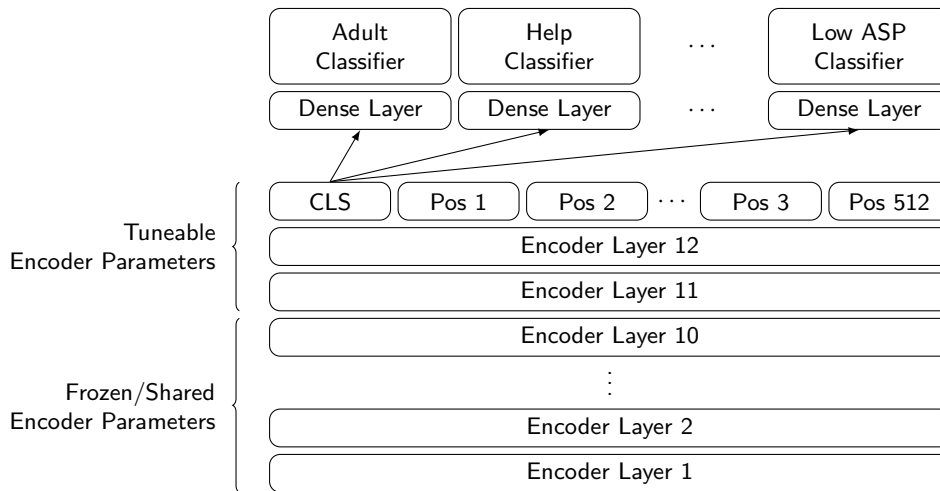 Adult
Classifier
Help
Classifier
. . .
Low ASP
Classifier
Dense Layer
Dense Layer
. . .
Dense Layer
CLS
Pos 1
Pos 2
. . .
Pos 3
Pos 512
Tuneable
Encoder Parameters
Encoder Layer 12
Encoder Layer 11
Encoder Layer 10
Frozen/Shared
Encoder Parameters
Encoder Layer 2
Encoder Layer 1